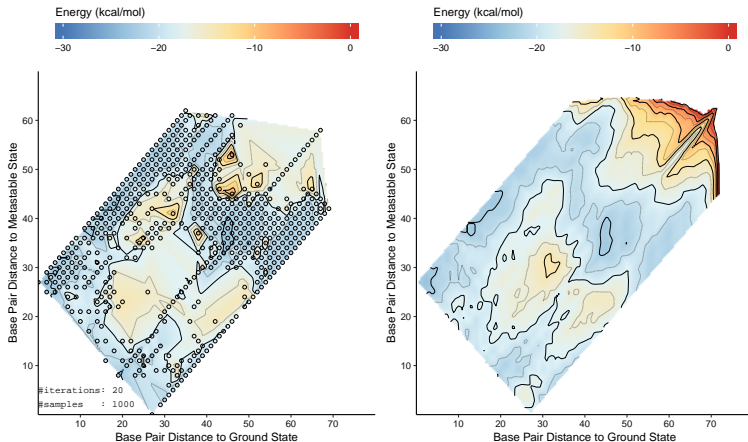 Energy (kcal/mol)
−30 −20 −10 0
Base Pair Distance to Metastable State
60
50
40
30
20
10
#iterations: 20
#samples : 1000
10 20 30 40 50 60 70
Base Pair Distance to Ground State
Energy (kcal/mol)
−30 −20 −10 0
Base Pair Distance to Metastable State
60
50
40
30
20
10
10 20 30 40 50 60 70
Base Pair Distance to Ground State